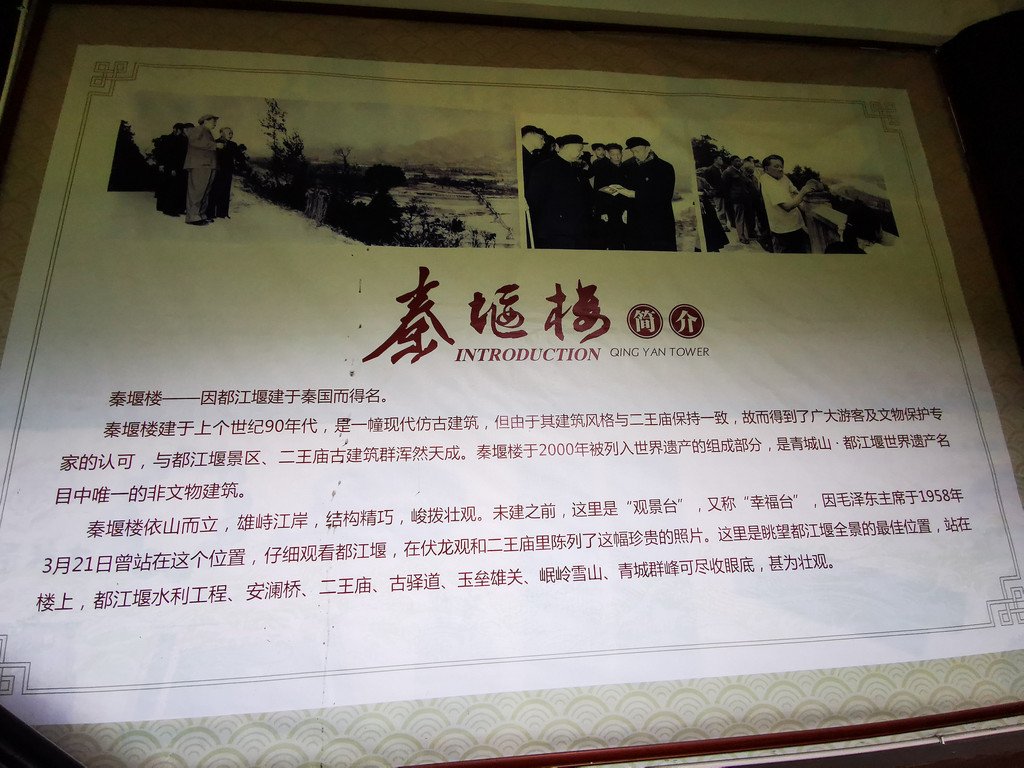 秦堰楼 简介
INTRODUCTION QING YAN TOWER
秦堰楼——因都江堰建于秦国而得名。
秦堰楼建于上个世纪90年代，是一幢现代仿古建筑，但由于其建筑风格与二王庙保持一致，故而得到了广大游客及文物保护专
家的认可，与都江堰景区、二王庙古建筑群浑然天成。秦堰楼于2000年被列入世界遗产的组成部分，是青城山·都江堰世界遗产名
目中唯一的非文物建筑。
秦堰楼依山而立，雄峙江岸，结构精巧，峻拨壮观。未建之前，这里是“观景台”，又称“幸福台”，因毛泽东主席于1958年
3月21日曾站在这个位置，仔细观看都江堰，在伏龙观和二王庙里陈列了这幅珍贵的照片。这里是眺望都江堰全景的最佳位置，站在
楼上，都江堰水利工程、安澜桥、二王庙、古驿道、玉垒雄关、岷岭雪山、青城群峰可尽收眼底，甚为壮观。